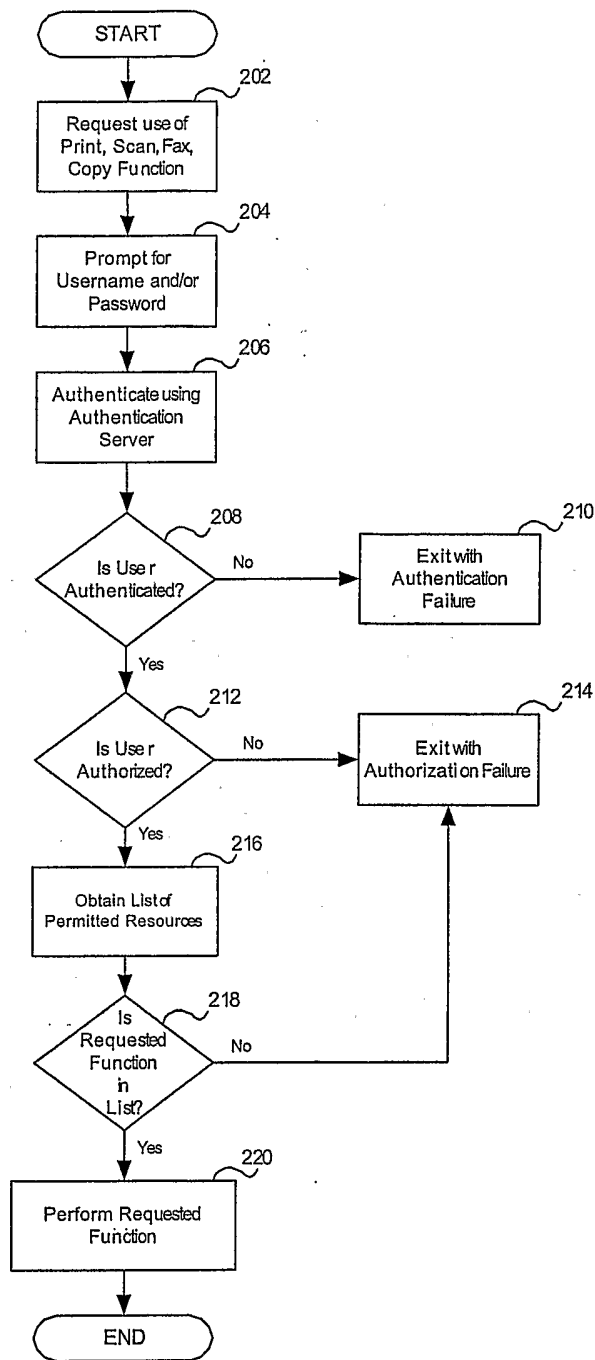 START
202
Request use of
Print, Scan, Fax,
Copy Function
204
Prompt for
Username and/or
Password
206
Authenticate using
Authentication
Server
208
Is User
Authenticated?
No
210
Exit with
Authentication
Failure
Yes
212
Is User
Authorized?
No
214
Exit with
Authorization Failure
Yes
216
Obtain List of
Permitted Resources
218
Is
Requested
Function
in
List?
No
Yes
220
Perform Requested
Function
END